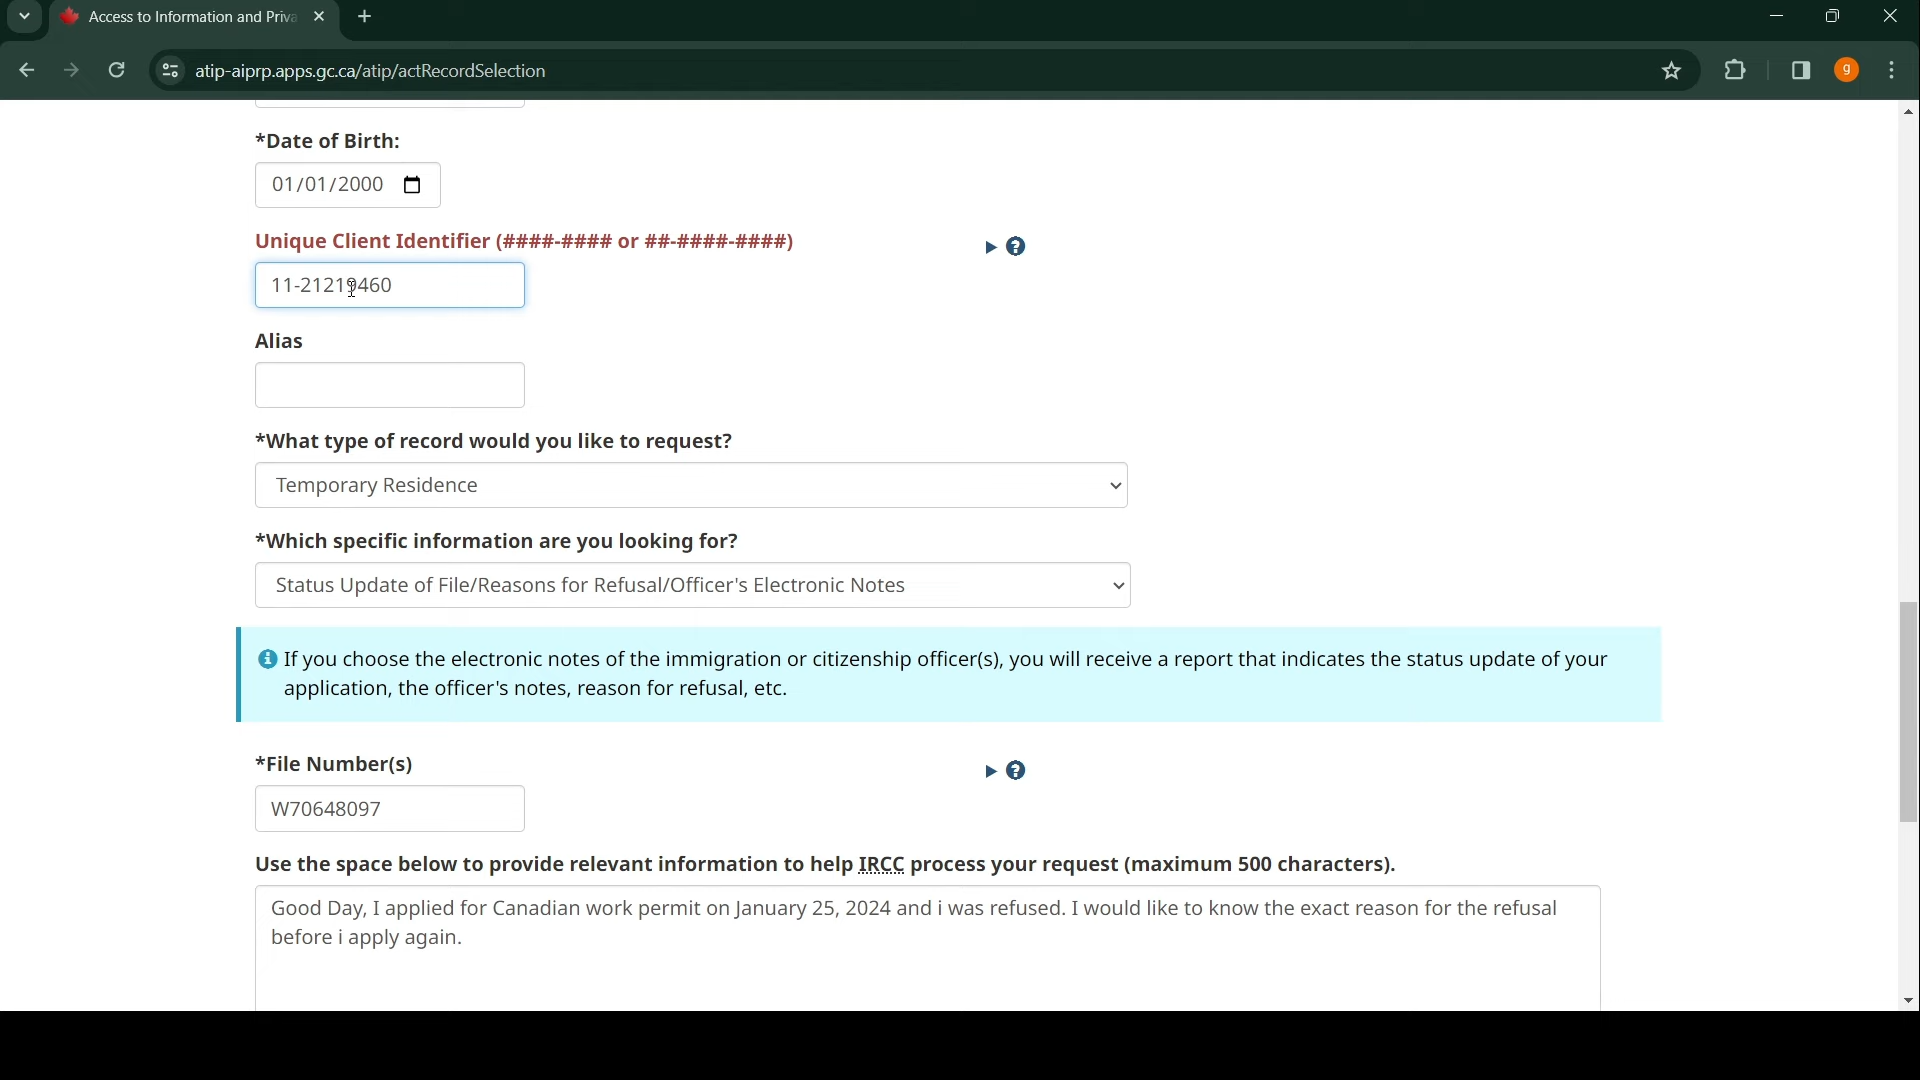 Access to Information and Priva
atip-aiprp.apps.gc.ca/atip/actRecordSelection
g
*Date of Birth:
01/01/2000
Unique Client Identifier (####-#### or ##-####-####)
11-21219460
Alias
*What type of record would you like to request?
Temporary Residence
*Which specific information are you looking for?
Status Update of File/Reasons for Refusal/Officer's Electronic Notes
If you choose the electronic notes of the immigration or citizenship officer(s), you will receive a report that indicates the status update of your
application, the officer's notes, reason for refusal, etc.
*File Number(s)
W70648097
Use the space below to provide relevant information to help IRCC process your request (maximum 500 characters).
Good Day, I applied for Canadian work permit on January 25, 2024 and i was refused. I would like to know the exact reason for the refusal
before i apply again.